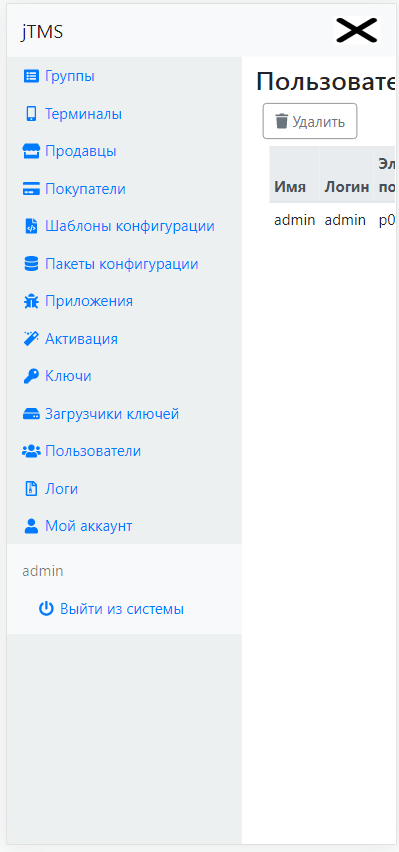 jTMS
Группы
Терминалы
Продавцы
Покупатели
Шаблоны конфигурации
Пакеты конфигурации
Приложения
Активация
Ключи
Загрузчики ключей
Пользователи
Логи
Мой аккаунт
admin
Выйти из системы
Пользовате
Удалить
Эл
Имя Логин по
admin admin p0